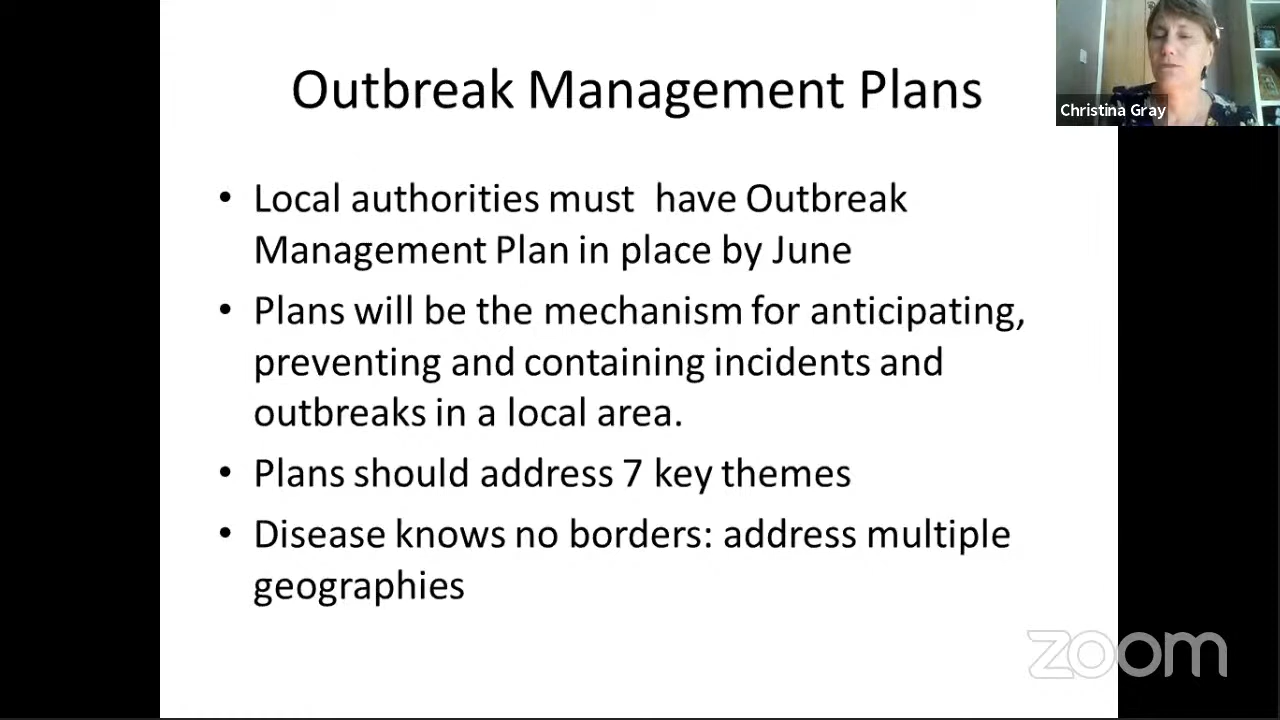 Outbreak Management Plans
Christina Gray
• Local authorities must  have Outbreak
Management Plan in place by June
• Plans will be the mechanism for anticipating,
preventing and containing incidents and
outbreaks in a local area.
• Plans should address 7 key themes
• Disease knows no borders: address multiple
geographies
zoom